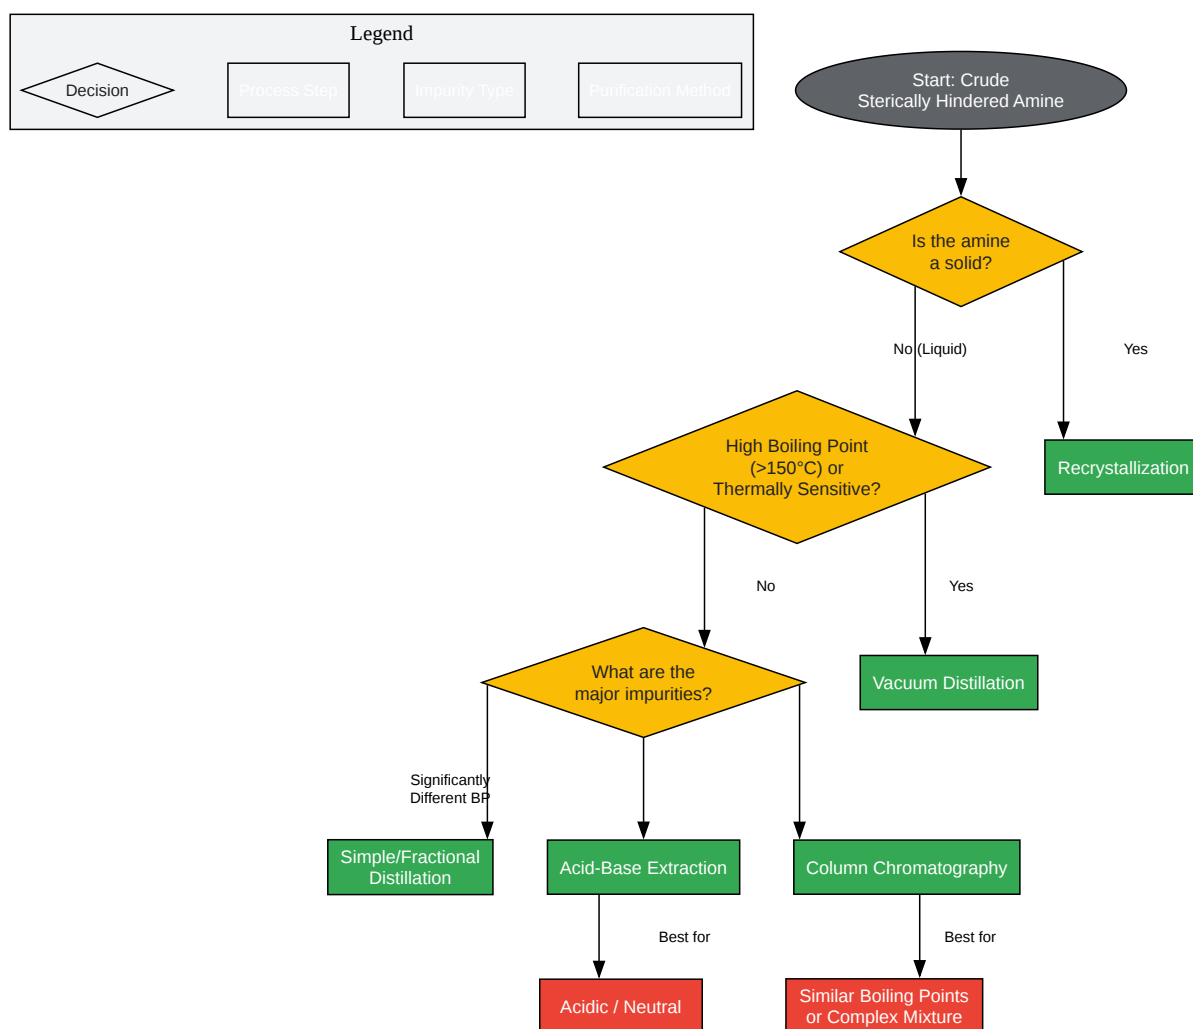 Legend
Decision
Process Step
Impurity Type
Purification Method
Start: Crude
Sterically Hindered Amine
Is the amine
a solid?
No (Liquid)
Yes
High Boiling Point
(>150°C) or
Thermally Sensitive?
Recrystallization
No
Yes
What are the
major impurities?
Vacuum Distillation
Significantly
Different BP
Simple/Fractional
Distillation
Acid-Base Extraction
Column Chromatography
Best for
Best for
Acidic / Neutral
Similar Boiling Points
or Complex Mixture